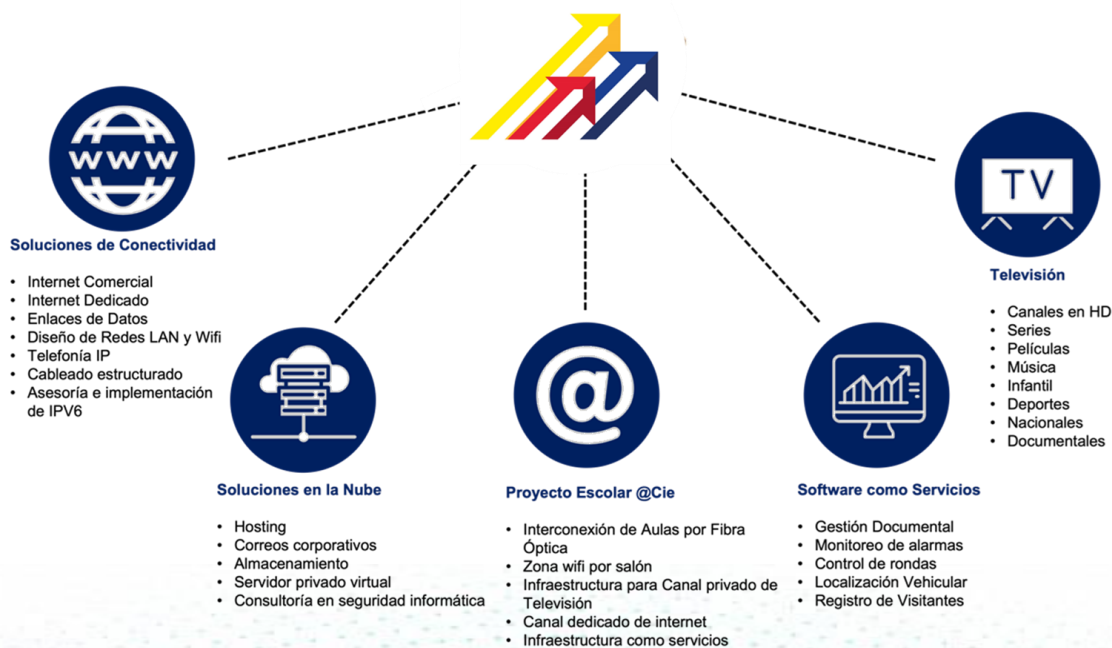 WWW
Soluciones de Conectividad
• Internet Comercial
• Internet Dedicado
• Enlaces de Datos
• Diseño de Redes LAN y Wifi
• Telefonía IP
• Cableado estructurado
• Asesoría e implementación
de IPV6
Soluciones en la Nube
• Hosting
• Correos corporativos
• Almacenamiento
• Servidor privado virtual
• Consultoría en seguridad informática
@
Proyecto Escolar @Cie
• Interconexión de Aulas por Fibra
Óptica
• Zona wifi por salón
• Infraestructura para Canal privado de
Televisión
• Canal dedicado de internet
• Infraestructura como servicios
Software como Servicios
• Gestión Documental
• Monitoreo de alarmas
• Control de rondas
• Localización Vehicular
• Registro de Visitantes
TV
Televisión
• Canales en HD
• Series
• Películas
• Música
• Infantil
• Deportes
• Nacionales
• Documentales